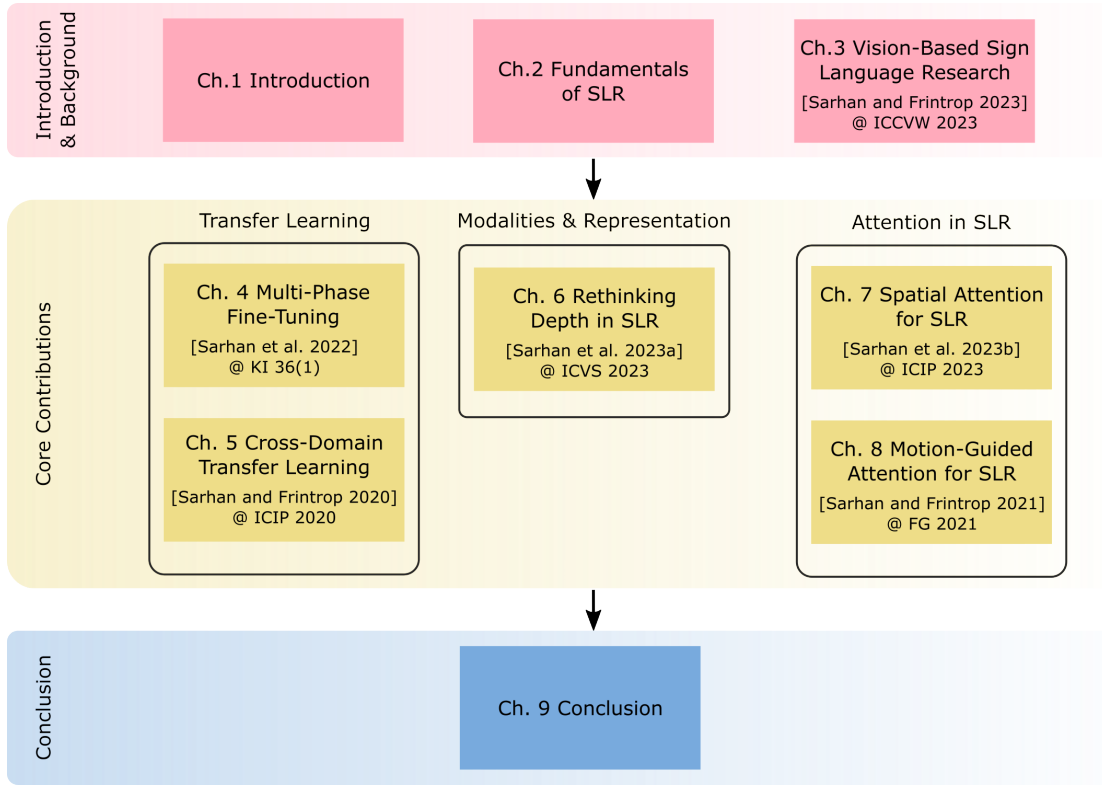 Introduction
& Background
Ch.1 Introduction
Ch.2 Fundamentals
of SLR
Ch.3 Vision-Based Sign
Language Research
[Sarhan and Frintrop 2023]
@ ICCVW 2023
Core Contributions
Transfer Learning
Ch. 4 Multi-Phase
Fine-Tuning
[Sarhan et al. 2022]
@ KI 36(1)
Ch. 5 Cross-Domain
Transfer Learning
[Sarhan and Frintrop 2020]
@ ICIP 2020
Modalities & Representation
Ch. 6 Rethinking
Depth in SLR
[Sarhan et al. 2023a]
@ ICVS 2023
Attention in SLR
Ch. 7 Spatial Attention
for SLR
[Sarhan et al. 2023b]
@ ICIP 2023
Ch. 8 Motion-Guided
Attention for SLR
[Sarhan and Frintrop 2021]
@ FG 2021
Conclusion
Ch. 9 Conclusion